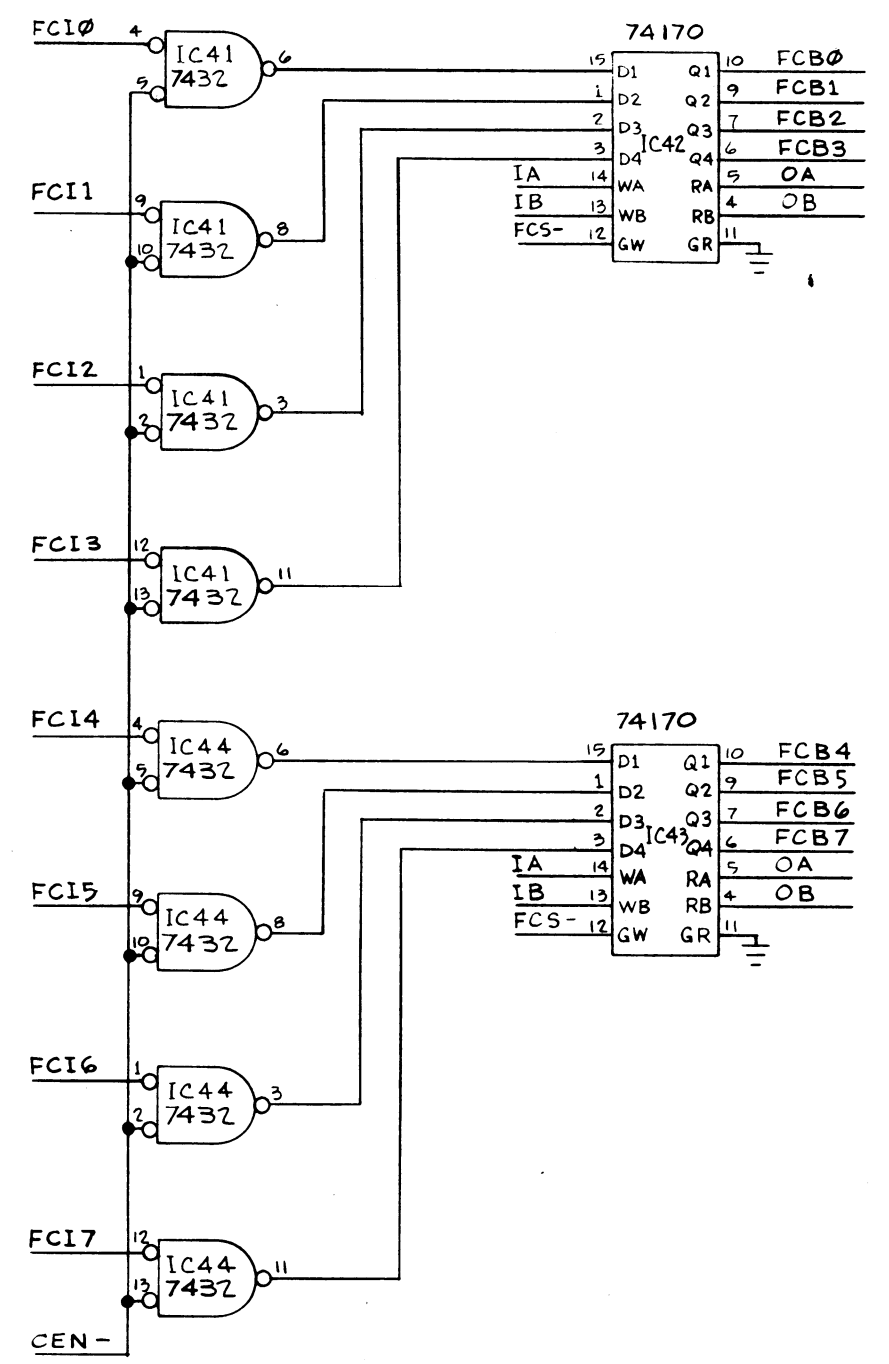 FCIØ 4 IC41 7432 5 6
FCI1 9 IC41 7432 10 8
FCI2 1 IC41 7432 2 3
FCI3 12 IC41 7432 13 11
74170
15 D1 Q1 10 FCBØ
1 D2 Q2 9 FCB1
2 D3 Q3 7 FCB2
IC42
3 D4 Q4 6 FCB3
IA 14 WA RA 5 OA
IB 13 WB RB 4 OB
FCS- 12 GW GR 11
FCI4 4 IC44 7432 5 6
FCI5 9 IC44 7432 10 8
FCI6 1 IC44 7432 2 3
FCI7 12 IC44 7432 13 11
CEN-
74170
15 D1 Q1 10 FCB4
1 D2 Q2 9 FCB5
2 D3 Q3 7 FCB6
IC43
3 D4 Q4 6 FCB7
IA 14 WA RA 5 OA
IB 13 WB RB 4 OB
FCS- 12 GW GR 11